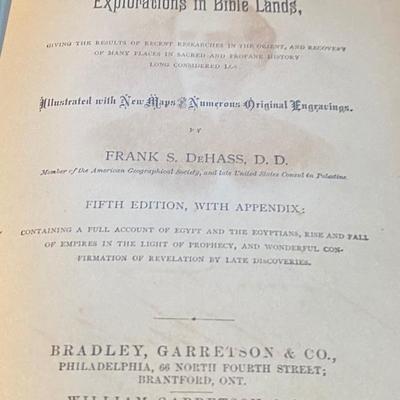 Explorations in Bible Lands,
GIVING THE RESULTS OF RECENT RESEARCHES IN THE ORIENT, AND RECOVERY
OF MANY PLACES IN SACRED AND PROFANE HISTORY
LONG CONSIDERED
Illustrated with New Maps and Numerous Original Engravings.
BY
FRANK S. DEHASS, D. D.
Member of the American Geographical Society, and late United States Consul in Palestine.
FIFTH EDITION, WITH APPENDIX:
CONTAINING A FULL ACCOUNT OF EGYPT AND THE EGYPTIANS, RISE AND FALL
OF EMPIRES IN THE LIGHT OF PROPHECY, AND WONDERFUL CON-
FIRMATION OF REVELATION BY LATE DISCOVERIES.
BRADLEY, GARRETSON & CO.,
PHILADELPHIA, 66 NORTH FOURTH STREET;
BRANTFORD, ONT.
WILLIAM GARRETSON